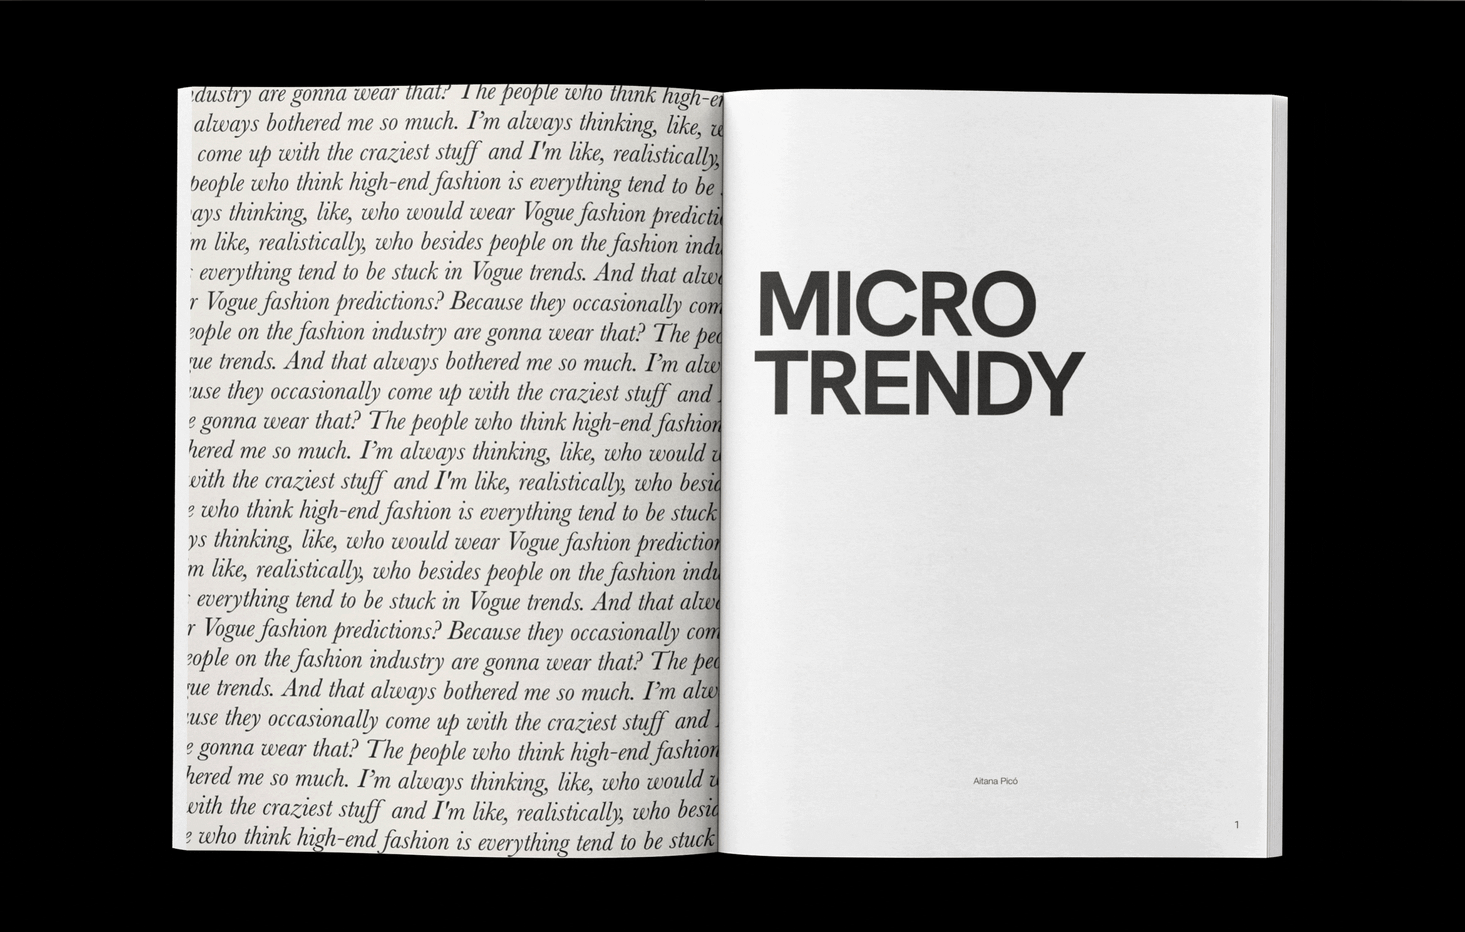 industry are gonna wear that? The people who think high-en
always bothered me so much. I'm always thinking, like, w
come up with the craziest stuff and I'm like, realistically,
people who think high-end fashion is everything tend to be
ays thinking, like, who would wear Vogue fashion predicti
'm like, realistically, who besides people on the fashion indu
everything tend to be stuck in Vogue trends. And that alwa
r Vogue fashion predictions? Because they occasionally com
eople on the fashion industry are gonna wear that? The peo
gue trends. And that always bothered me so much. I'm alw
cause they occasionally come up with the craziest stuff and I
e gonna wear that? The people who think high-end fashion
hered me so much. I'm always thinking, like, who would w
with the craziest stuff and I'm like, realistically, who besid
e who think high-end fashion is everything tend to be stuck
ys thinking, like, who would wear Vogue fashion prediction
m like, realistically, who besides people on the fashion indu
everything tend to be stuck in Vogue trends. And that alwa
r Vogue fashion predictions? Because they occasionally com
eople on the fashion industry are gonna wear that? The peo
gue trends. And that always bothered me so much. I'm alw
cause they occasionally come up with the craziest stuff and I
e gonna wear that? The people who think high-end fashion
hered me so much. I'm always thinking, like, who would w
with the craziest stuff and I'm like, realistically, who besid
e who think high-end fashion is everything tend to be stuck
MICRO
TRENDY
Aitana Picó
1